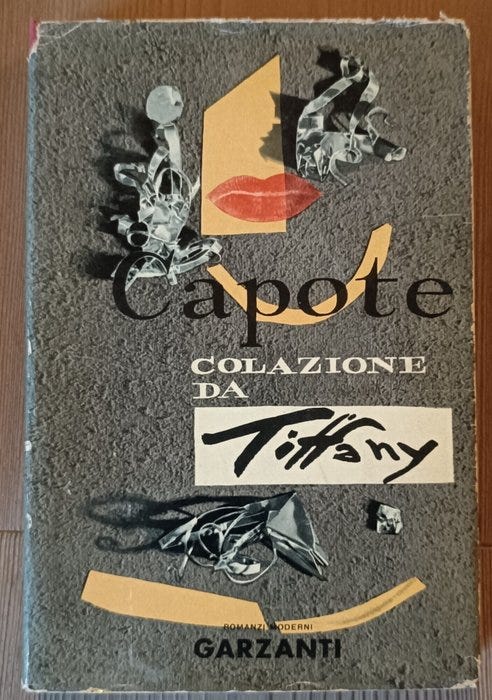 Capote
COLAZIONE
DA
Tiffany
ROMANZI MODERNI
GARZANTI